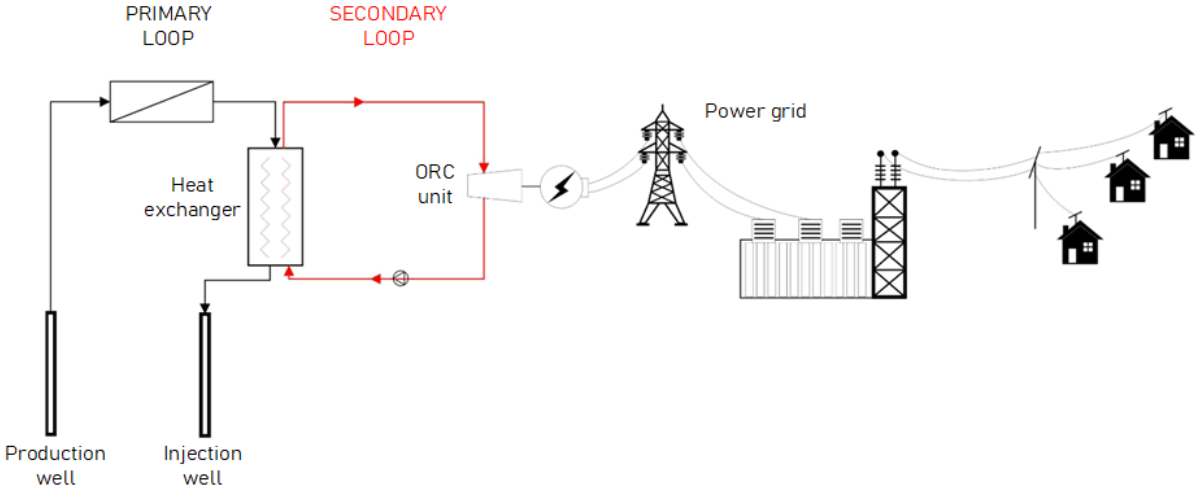 PRIMARY
LOOP
SECONDARY
LOOP
Power grid
Heat
exchanger
ORC
unit
Production
well
Injection
well